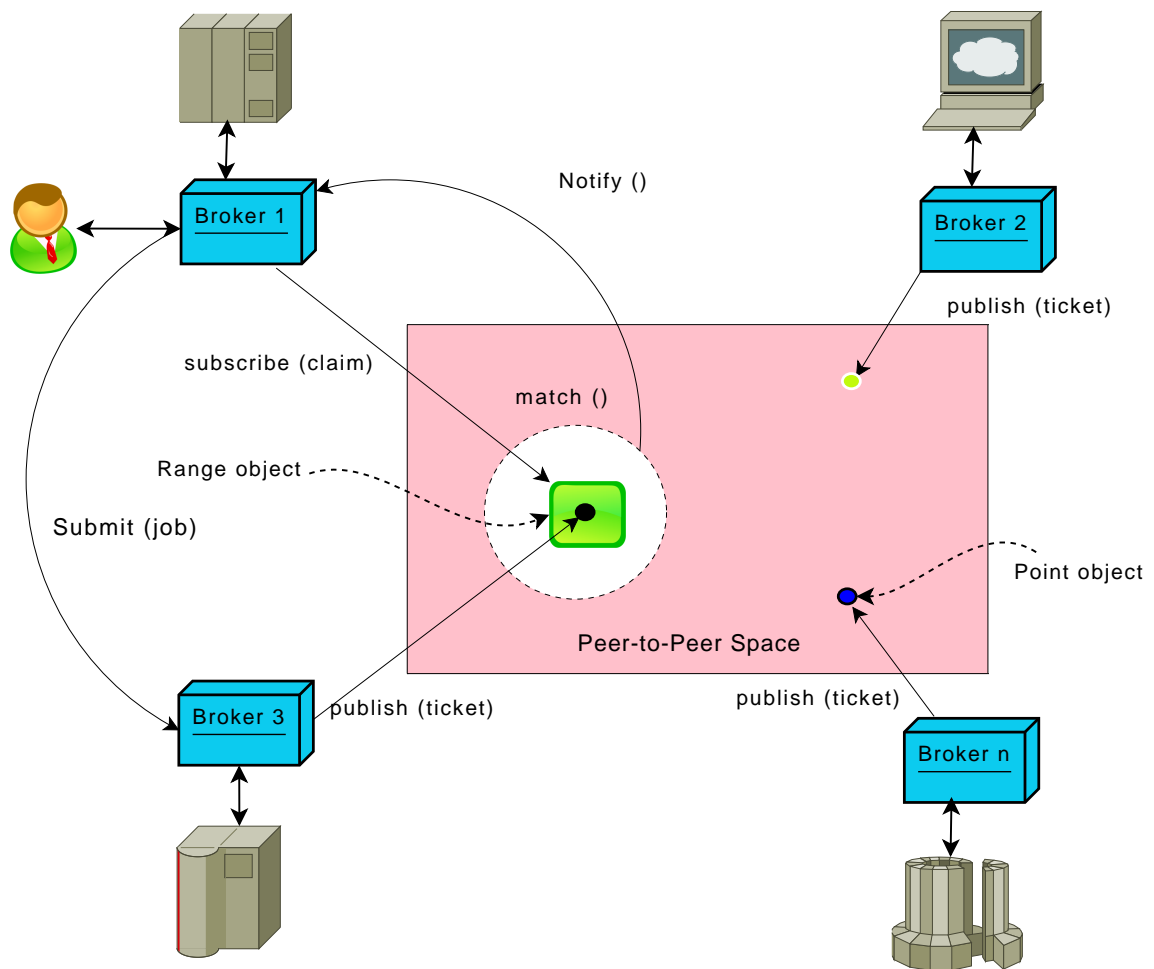 Notify ()
Broker 1
Broker 2
publish (ticket)
subscribe (claim)
match ()
Range object
Submit (job)
Point object
Peer-to-Peer Space
publish (ticket)
publish (ticket)
Broker 3
Broker n